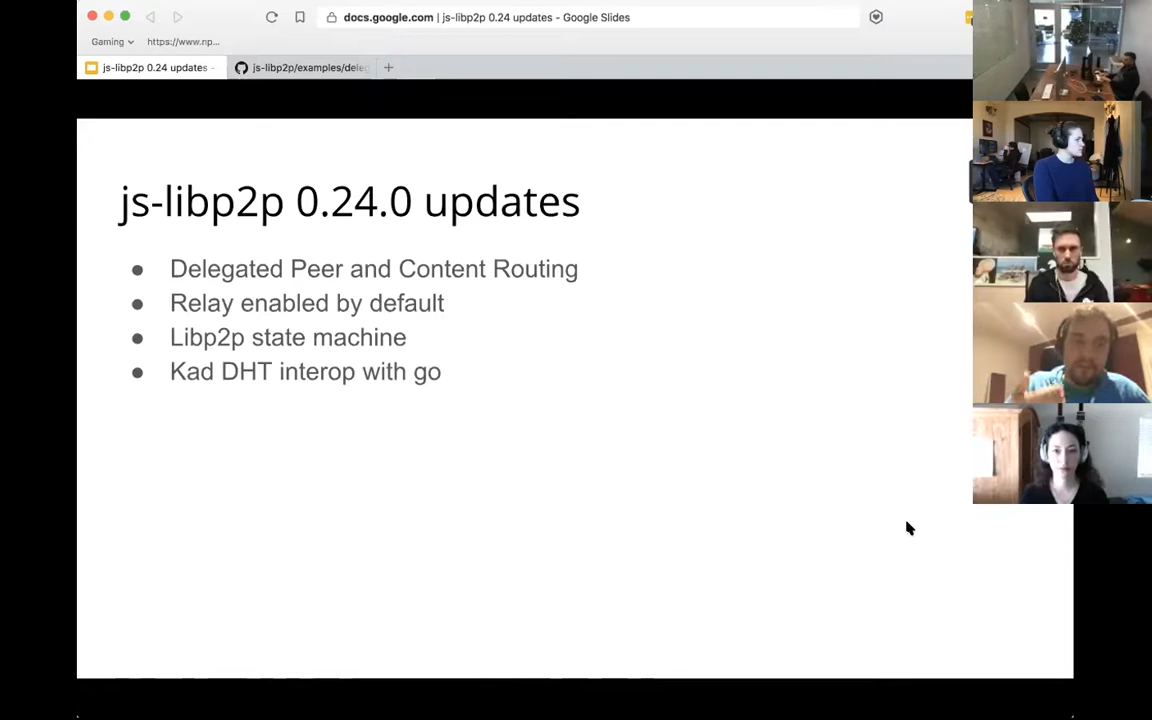 docs.google.com | js-libp2p 0.24 updates - Google Slides
Gaming https://www.np...
js-libp2p 0.24 updates - js-libp2p/examples/dele
js-libp2p 0.24.0 updates
● Delegated Peer and Content Routing
● Relay enabled by default
● Libp2p state machine
● Kad DHT interop with go